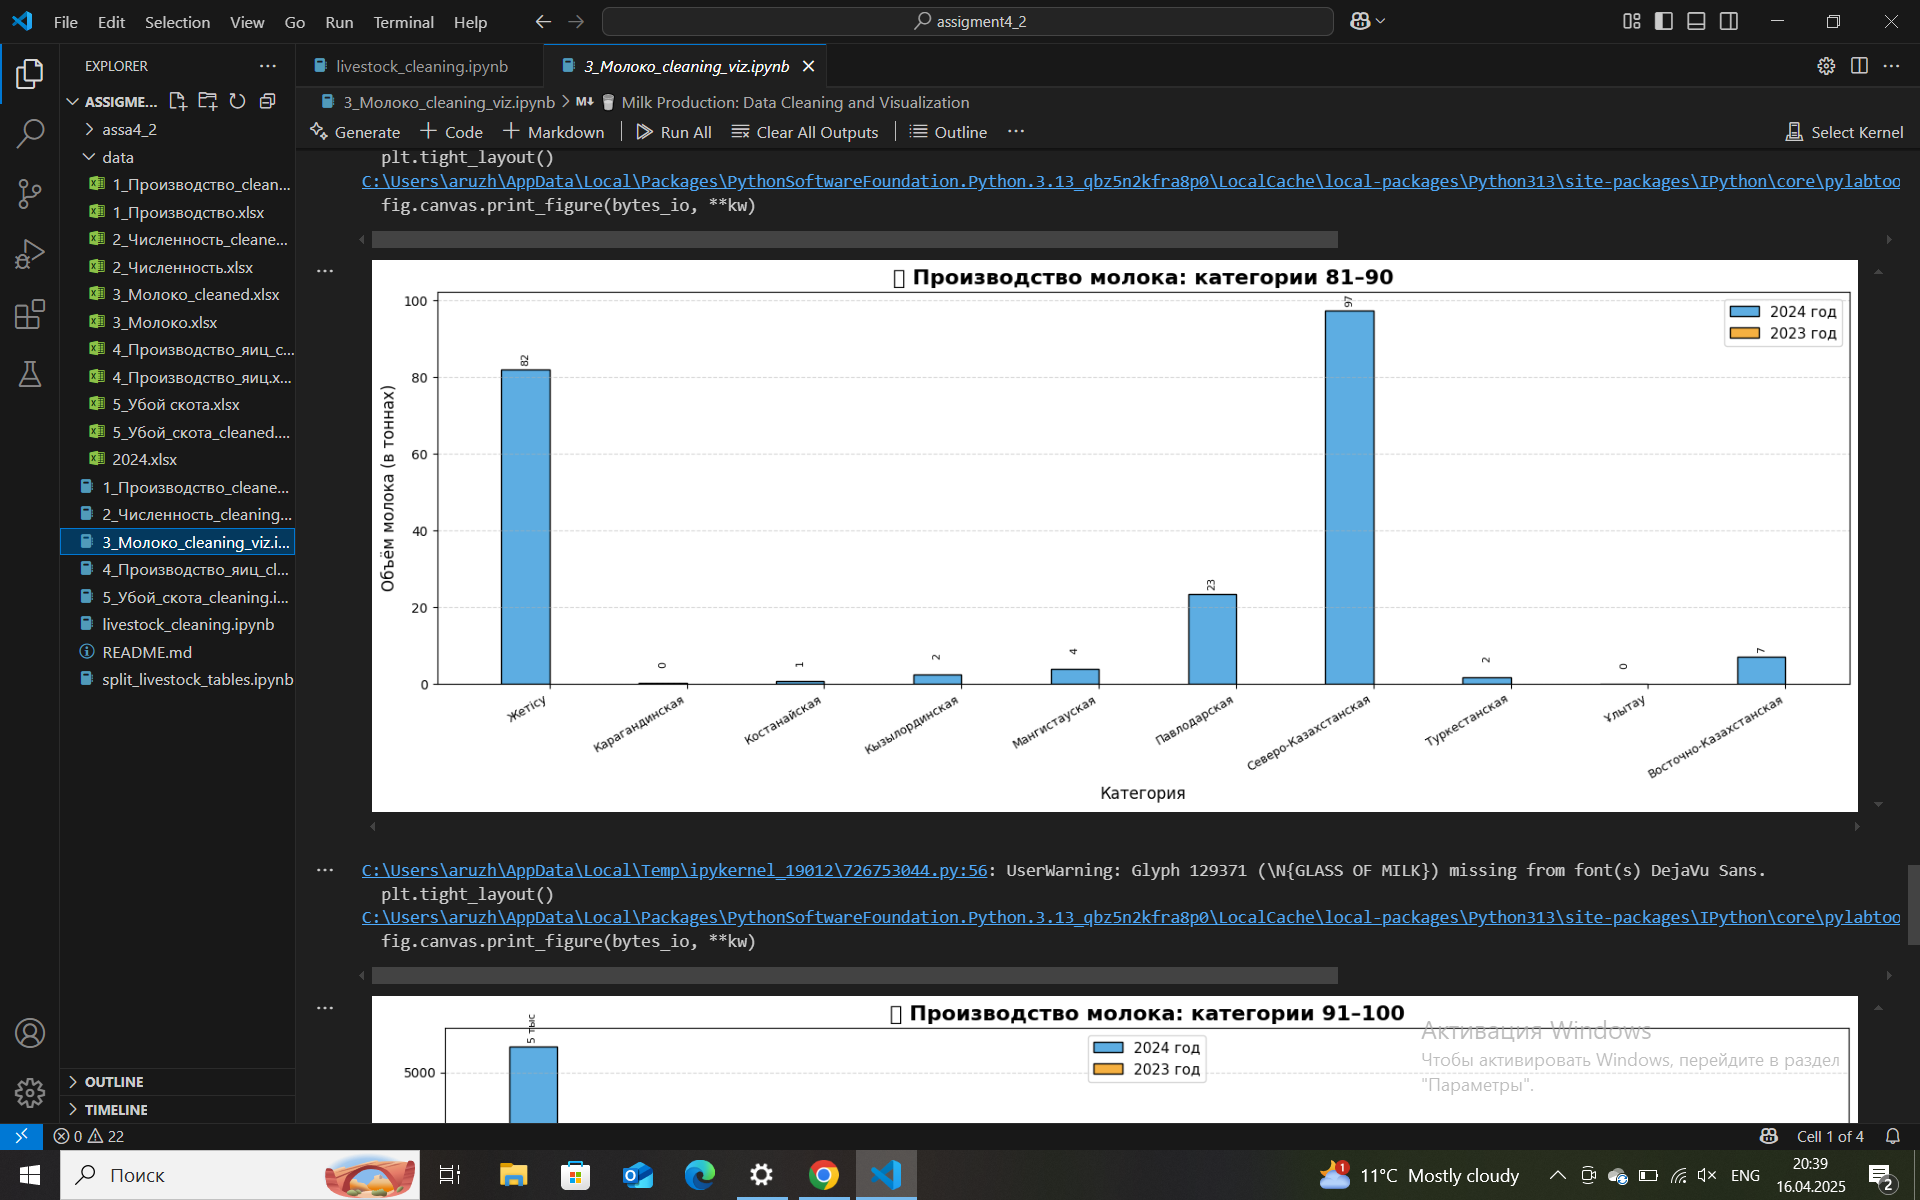 File Edit Selection View Go Run Terminal Help
assigment4_2
EXPLORER
livestock_cleaning.ipynb
3_Молоко_cleaning_viz.ipynb
ASSIGME...
3_Молоко_cleaning_viz.ipynb > M↓ Milk Production: Data Cleaning and Visualization
Generate + Code + Markdown Run All Clear All Outputs Outline ... Select Kernel
assa4_2
data
1_Производство_clean...
1_Производство.xlsx
2_Численность_cleane...
2_Численность.xlsx
3_Молоко_cleaned.xlsx
3_Молоко.xlsx
4_Производство_яиц_c...
4_Производство_яиц.x...
5_Убой скота.xlsx
5_Убой_скота_cleaned....
2024.xlsx
1_Производство_cleane...
2_Численность_cleaning...
3_Молоко_cleaning_viz.i...
4_Производство_яиц_cl...
5_Убой_скота_cleaning.i...
livestock_cleaning.ipynb
README.md
split_livestock_tables.ipynb
OUTLINE
TIMELINE
plt.tight_layout()
C:\Users\aruzh\AppData\Local\Packages\PythonSoftwareFoundation.Python.3.13_qbz5n2kfra8p0\LocalCache\local-packages\Python313\site-packages\IPython\core\pylabtoo
fig.canvas.print_figure(bytes_io, **kw)
Производство молока: категории 81–90
2024 год
2023 год
Объём молока (в тоннах)
100
80
60
40
20
0
82
0
1
2
4
23
97
2
0
7
Жетісу
Карагандинская
Костанайская
Кызылординская
Мангистауская
Павлодарская
Северо-Казахстанская
Туркестанская
Ұлытау
Восточно-Казахстанская
Категория
C:\Users\aruzh\AppData\Local\Temp\ipykernel_19012\726753044.py:56: UserWarning: Glyph 129371 (\N{GLASS OF MILK}) missing from font(s) DejaVu Sans.
plt.tight_layout()
C:\Users\aruzh\AppData\Local\Packages\PythonSoftwareFoundation.Python.3.13_qbz5n2kfra8p0\LocalCache\local-packages\Python313\site-packages\IPython\core\pylabtoo
fig.canvas.print_figure(bytes_io, **kw)
Производство молока: категории 91–100
5 тыс
5000
2024 год
2023 год
Активация Windows
Чтобы активировать Windows, перейдите в раздел
"Параметры".
0 22
Cell 1 of 4
Поиск
1
11°C Mostly cloudy
ENG
20:39
16.04.2025
2